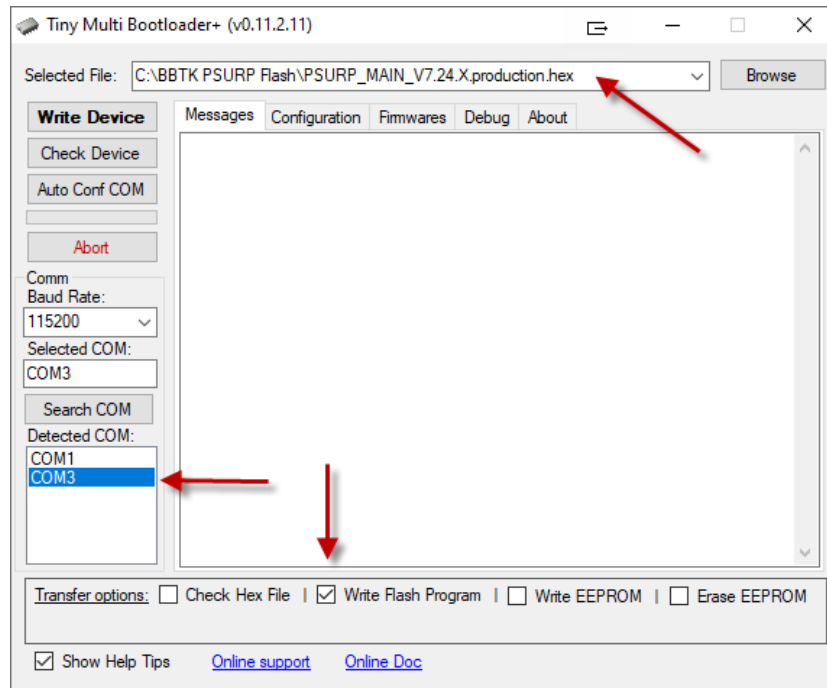 Tiny Multi Bootloader+ (v0.11.2.11)
Selected File: C:\BBTK PSURP Flash\PSURP_MAIN_V7.24.X.production.hex Browse
Write Device
Messages Configuration Firmwares Debug About
Check Device
Auto Conf COM
Abort
Comm
Baud Rate:
115200
Selected COM:
COM3
Search COM
Detected COM:
COM1
COM3
Transfer options: Check Hex File | Write Flash Program | Write EEPROM | Erase EEPROM
Show Help Tips Online support Online Doc